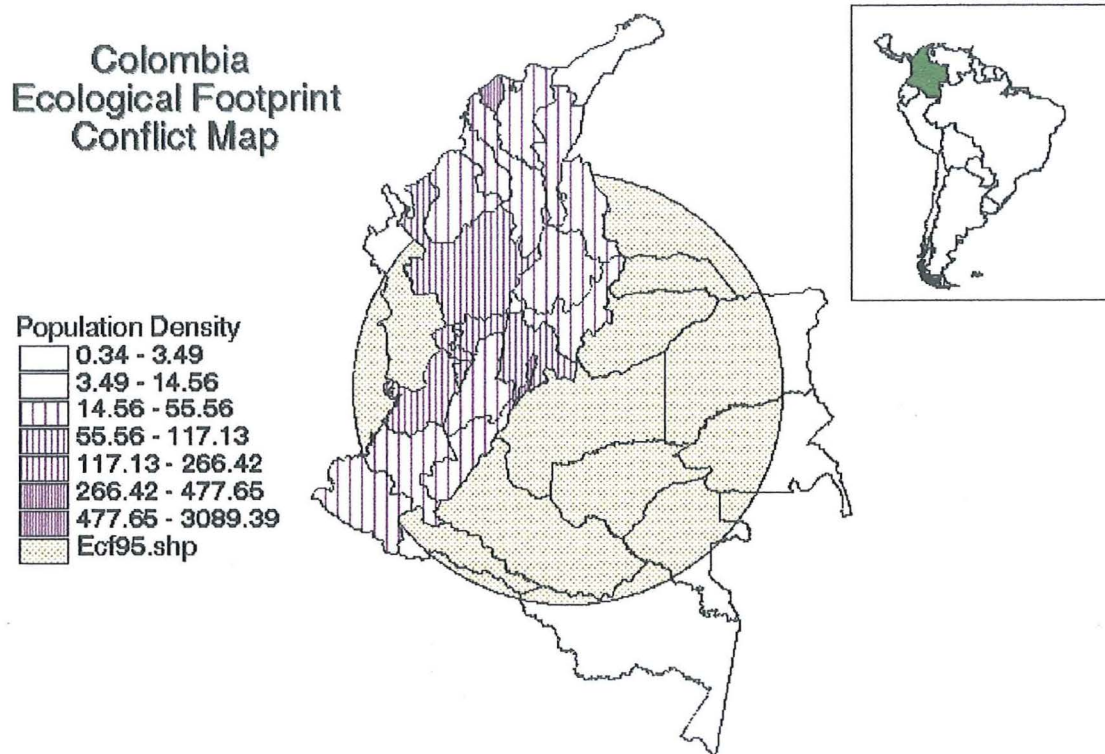 Colombia
Ecological Footprint
Conflict Map
Population Density
0.34 - 3.49
3.49 - 14.56
14.56 - 55.56
55.56 - 117.13
117.13 - 266.42
266.42 - 477.65
477.65 - 3089.39
Ecf95.shp